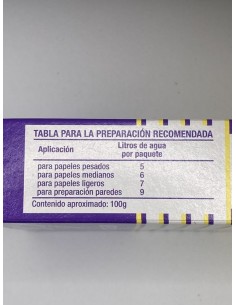 TABLA PARA LA PREPARACIÓN RECOMENDADA
Aplicación Litros de agua
por paquete
para papeles pesados 5
para papeles medianos 6
para papeles ligeros 7
para preparación paredes 9
Contenido aproximado: 100g